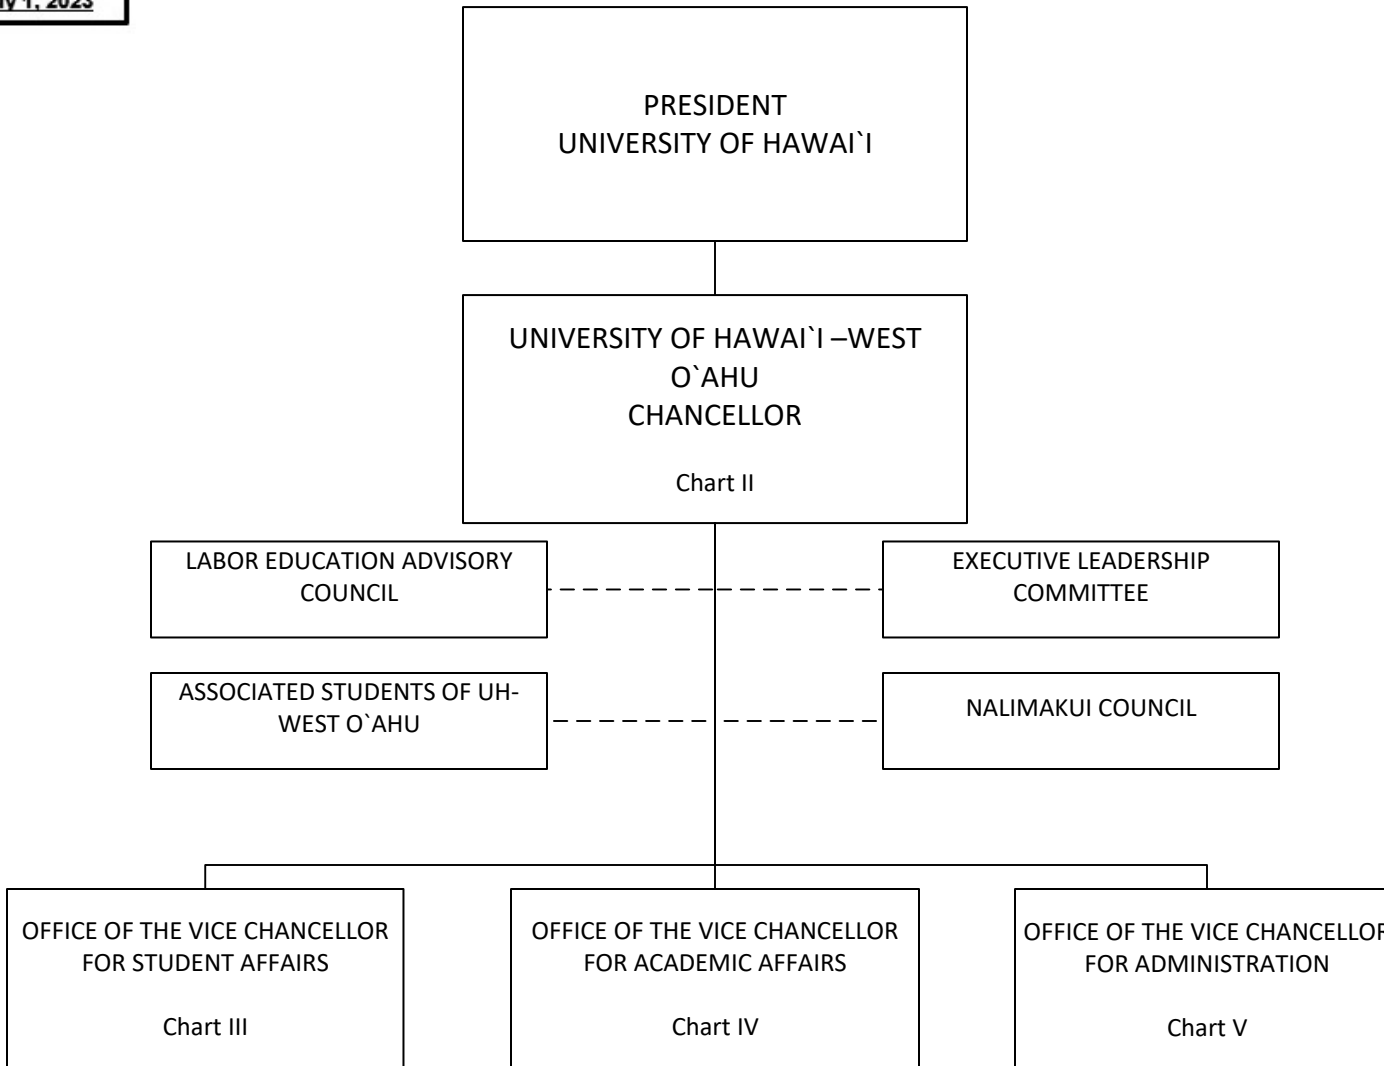 1, 2023
PRESIDENT
UNIVERSITY OF HAWAI`I
UNIVERSITY OF HAWAI`I –WEST
O`AHU
CHANCELLOR
Chart II
LABOR EDUCATION ADVISORY
COUNCIL
EXECUTIVE LEADERSHIP
COMMITTEE
ASSOCIATED STUDENTS OF UH-
WEST O`AHU
NALIMAKUI COUNCIL
OFFICE OF THE VICE CHANCELLOR
FOR STUDENT AFFAIRS
Chart III
OFFICE OF THE VICE CHANCELLOR
FOR ACADEMIC AFFAIRS
Chart IV
OFFICE OF THE VICE CHANCELLOR
FOR ADMINISTRATION
Chart V